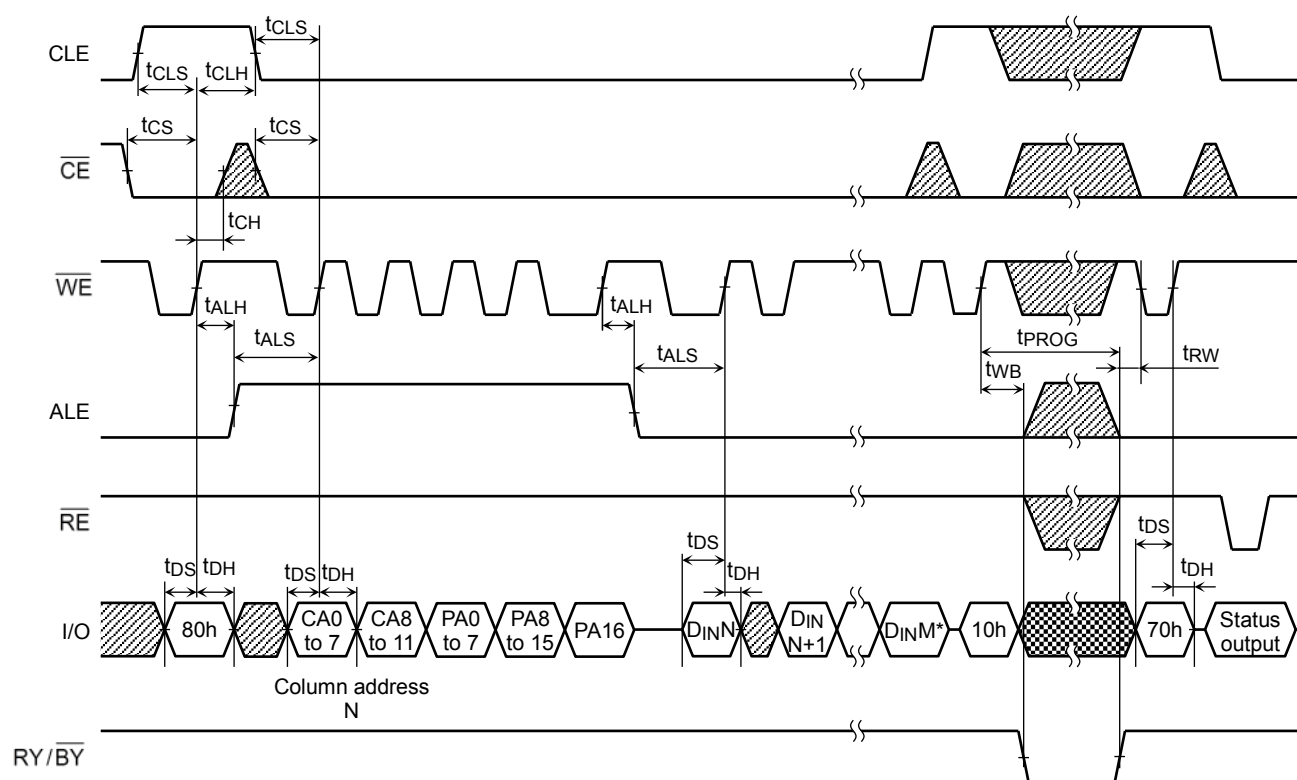 CLE
tCLS
tCLS
tCLH
CE
tCS
tCS
tCH
WE
tALH
tALS
tALH
tALS
tPROG
tWB
tRW
ALE
RE
tDS
tDH
tDS
tDH
tDS
tDH
tDS
tDH
I/O
80h
CA0 to 7
CA8 to 11
PA0 to 7
PA8 to 15
PA16
DINN
DIN N+1
DINM*
10h
70h
Status output
Column address
N
RY/BY